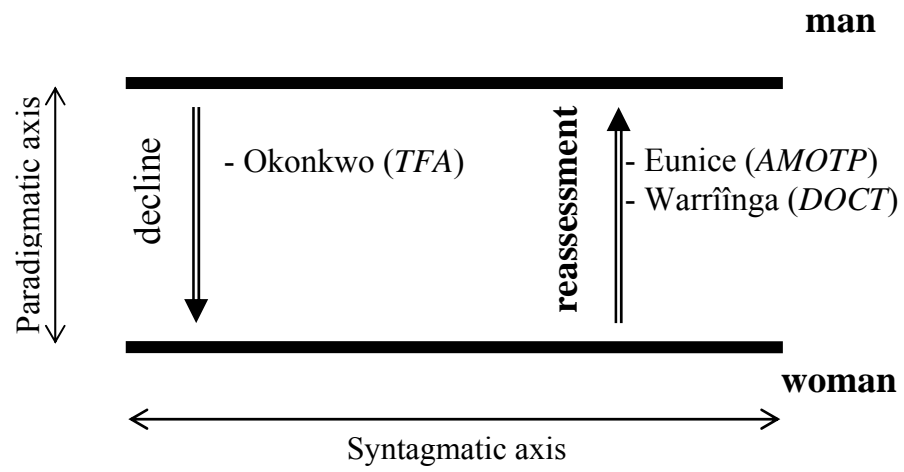 man
Paradigmatic axis
decline
- Okonkwo (TFA)
reassessment
- Eunice (AMOTP)
- Warrîînga (DOCT)
woman
Syntagmatic axis